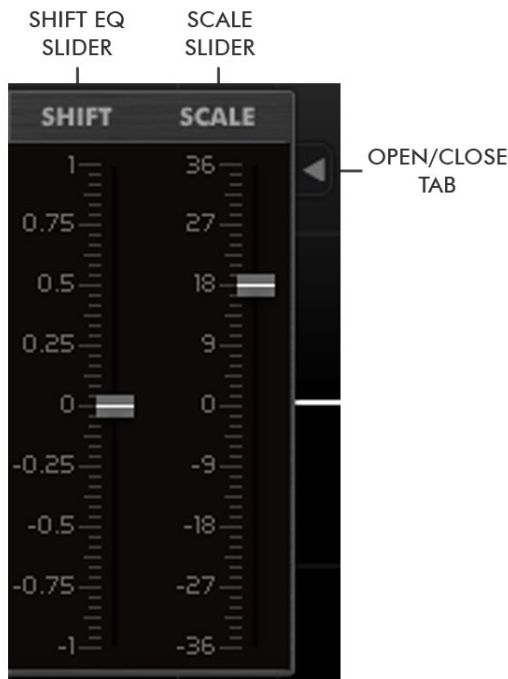 SHIFT EQ
SLIDER
SCALE
SLIDER
SHIFT
SCALE
OPEN/CLOSE
TAB
1
0.75
0.5
0.25
0
-0.25
-0.5
-0.75
-1
36
27
18
9
0
-9
-18
-27
-36